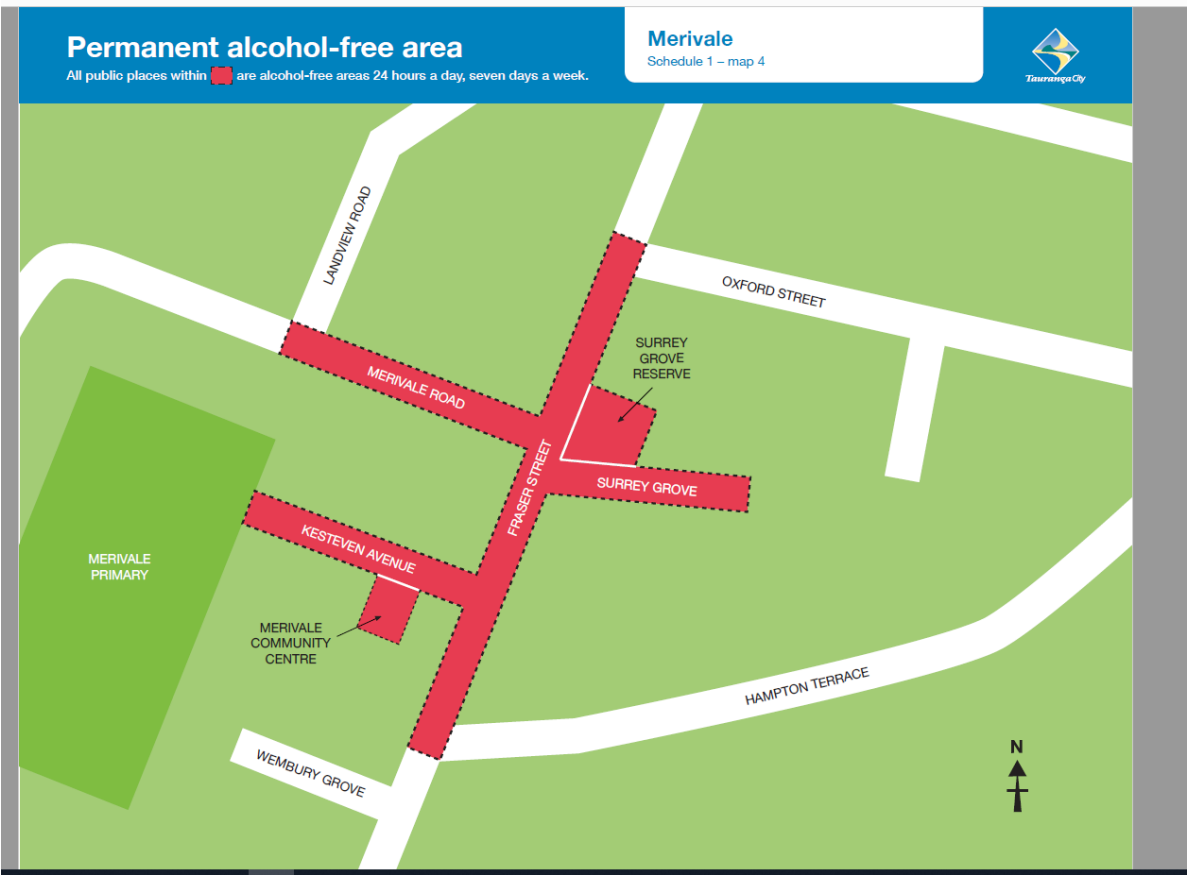 Permanent alcohol-free area
All public places within are alcohol-free areas 24 hours a day, seven days a week.
Merivale
Schedule 1 – map 4
Tauranga City
LANDVIEW ROAD
OXFORD STREET
SURREY
GROVE
RESERVE
MERIVALE ROAD
FRASER STREET
SURREY GROVE
KESTEVEN AVENUE
MERIVALE
PRIMARY
MERIVALE
COMMUNITY
CENTRE
HAMPTON TERRACE
WEMBURY GROVE
N